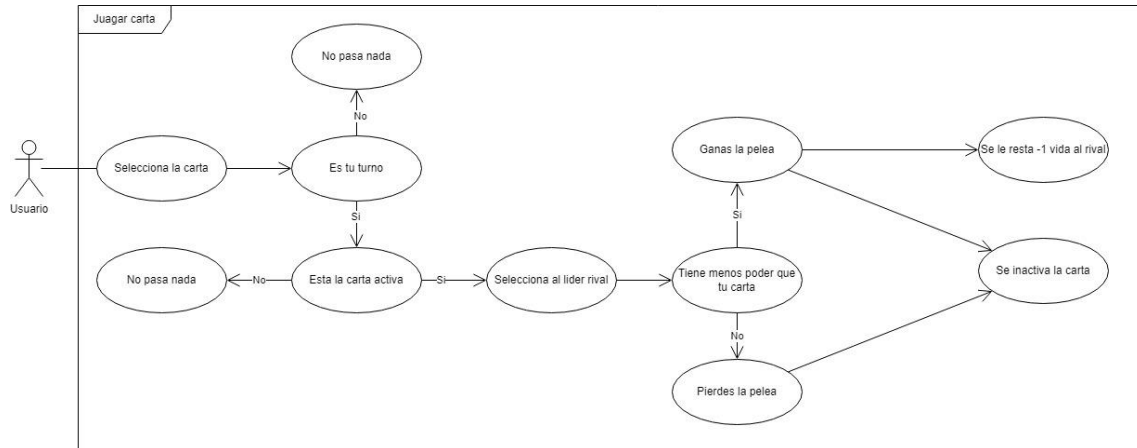 Juagar carta
No pasa nada
No
Ganas la pelea
Se le resta -1 vida al rival
Selecciona la carta
Es tu turno
Usuario
Si
Si
No pasa nada
No
Esta la carta activa
Si
Selecciona al lider rival
Tiene menos poder que
tu carta
Se inactiva la carta
No
Pierdes la pelea